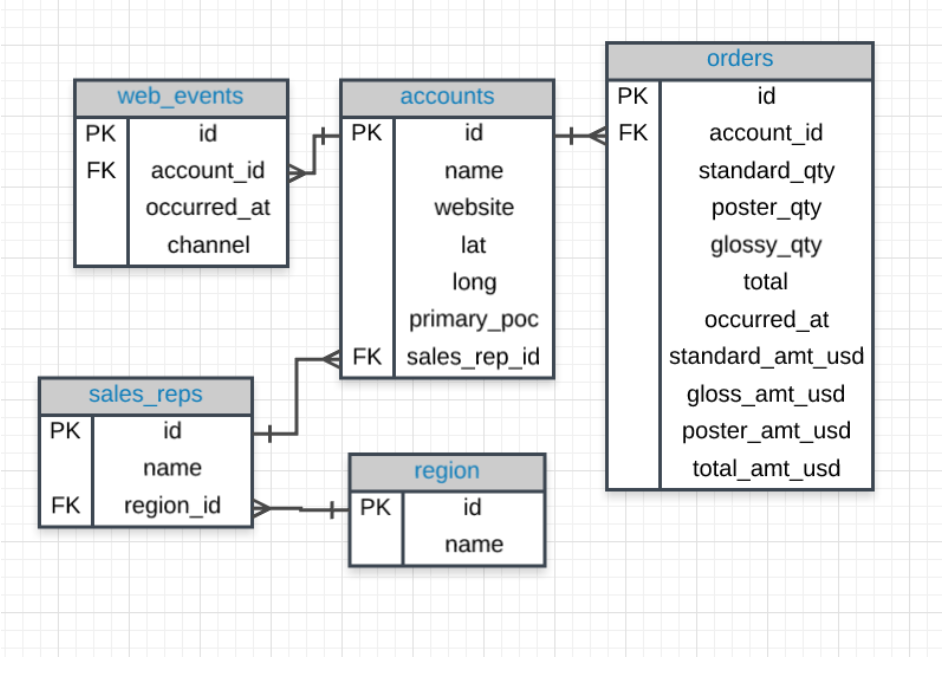 web_events
PK id
FK account_id
occurred_at
channel
accounts
PK id
name
website
lat
long
primary_poc
FK sales_rep_id
orders
PK id
FK account_id
standard_qty
poster_qty
glossy_qty
total
occurred_at
standard_amt_usd
gloss_amt_usd
poster_amt_usd
total_amt_usd
sales_reps
PK id
name
FK region_id
region
PK id
name